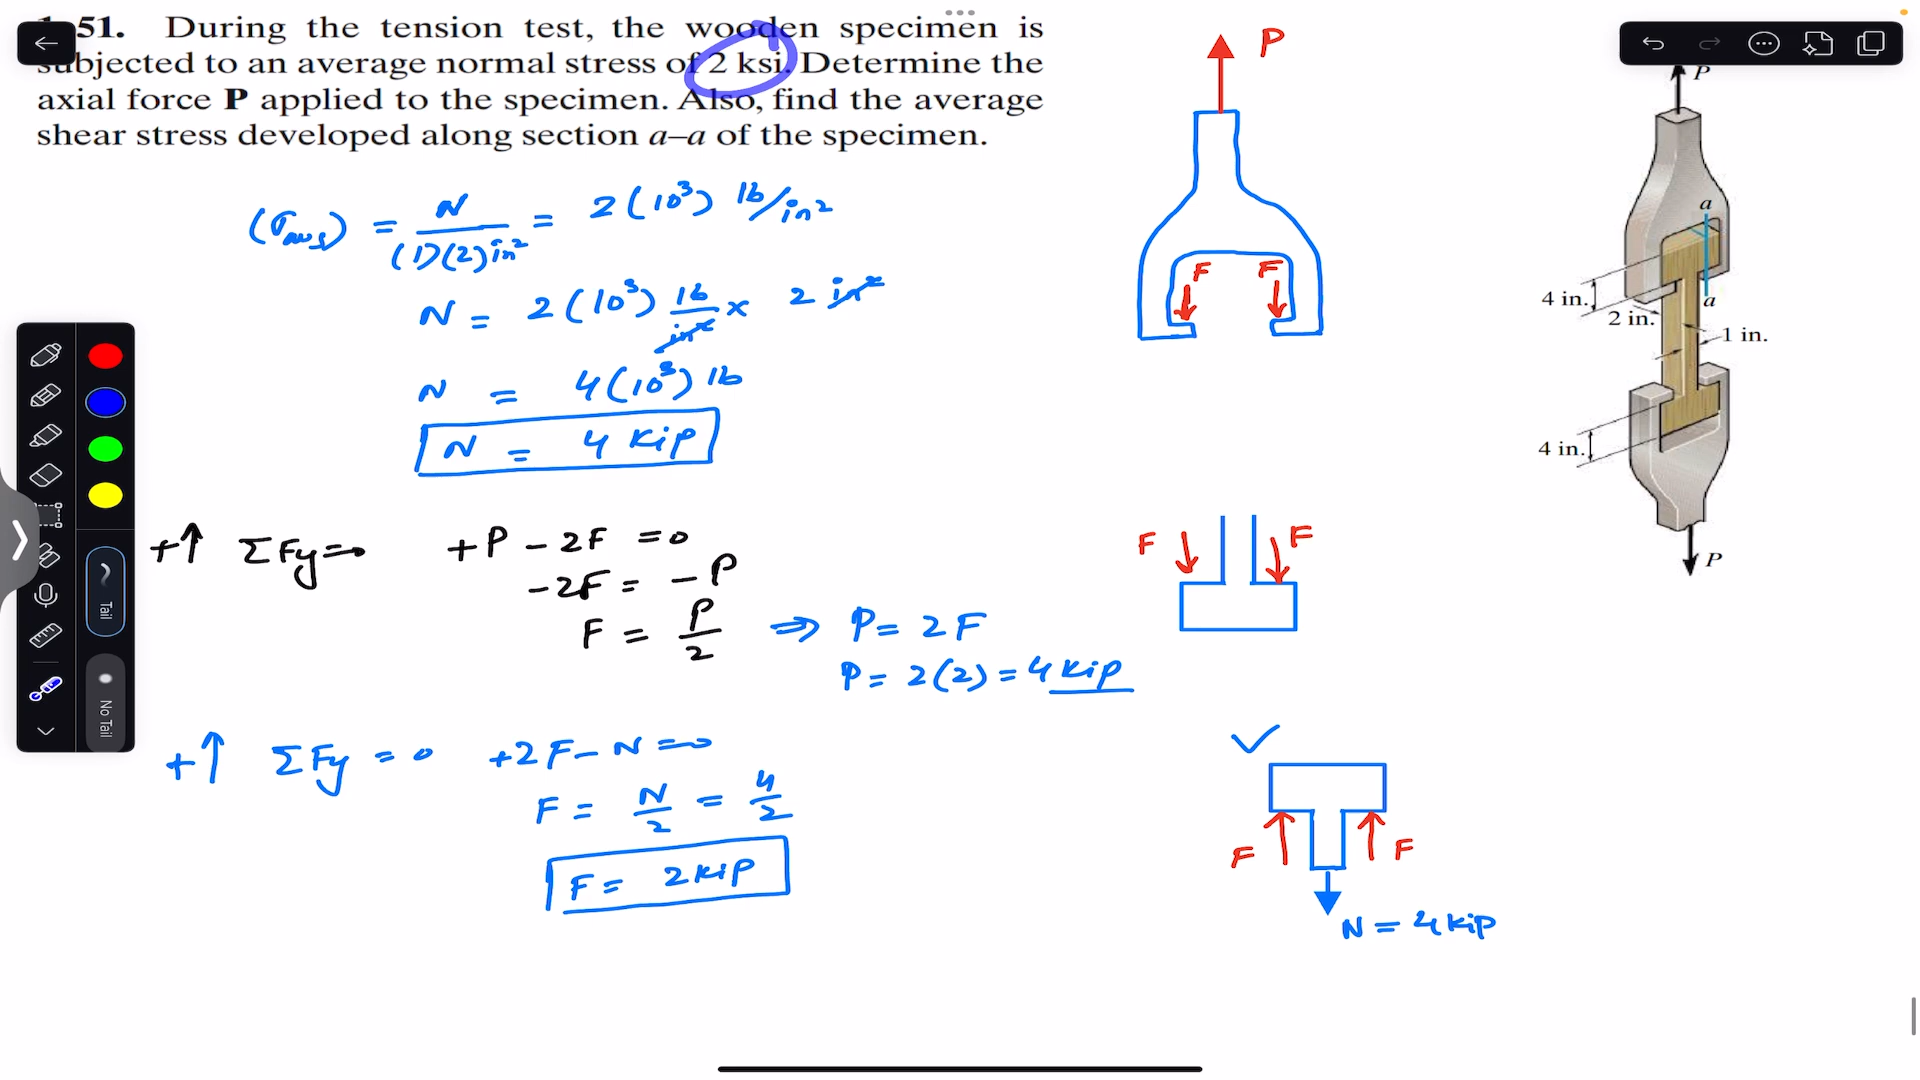 51. During the tension test, the wooden specimen is
subjected to an average normal stress of 2 ksi. Determine the
axial force P applied to the specimen. Also, find the average
shear stress developed along section a–a of the specimen.
(σavg) = N / (1)(2) in² = 2(10³) lb/in²
N = 2(10³) lb/in² × 2 in²
N = 4(10³) lb
N = 4 kip
+↑ ΣFy=0 +P - 2F = 0
-2F = -P
F = P/2 ⇒ P = 2F
P = 2(2) = 4 kip
+↑ ΣFy = 0 +2F - N = 0
F = N/2 = 4/2
F = 2 kip
P
F F
F F
F F
N = 4 kip
P
a
4 in.
a
2 in.
1 in.
4 in.
P
Tail
No Tail